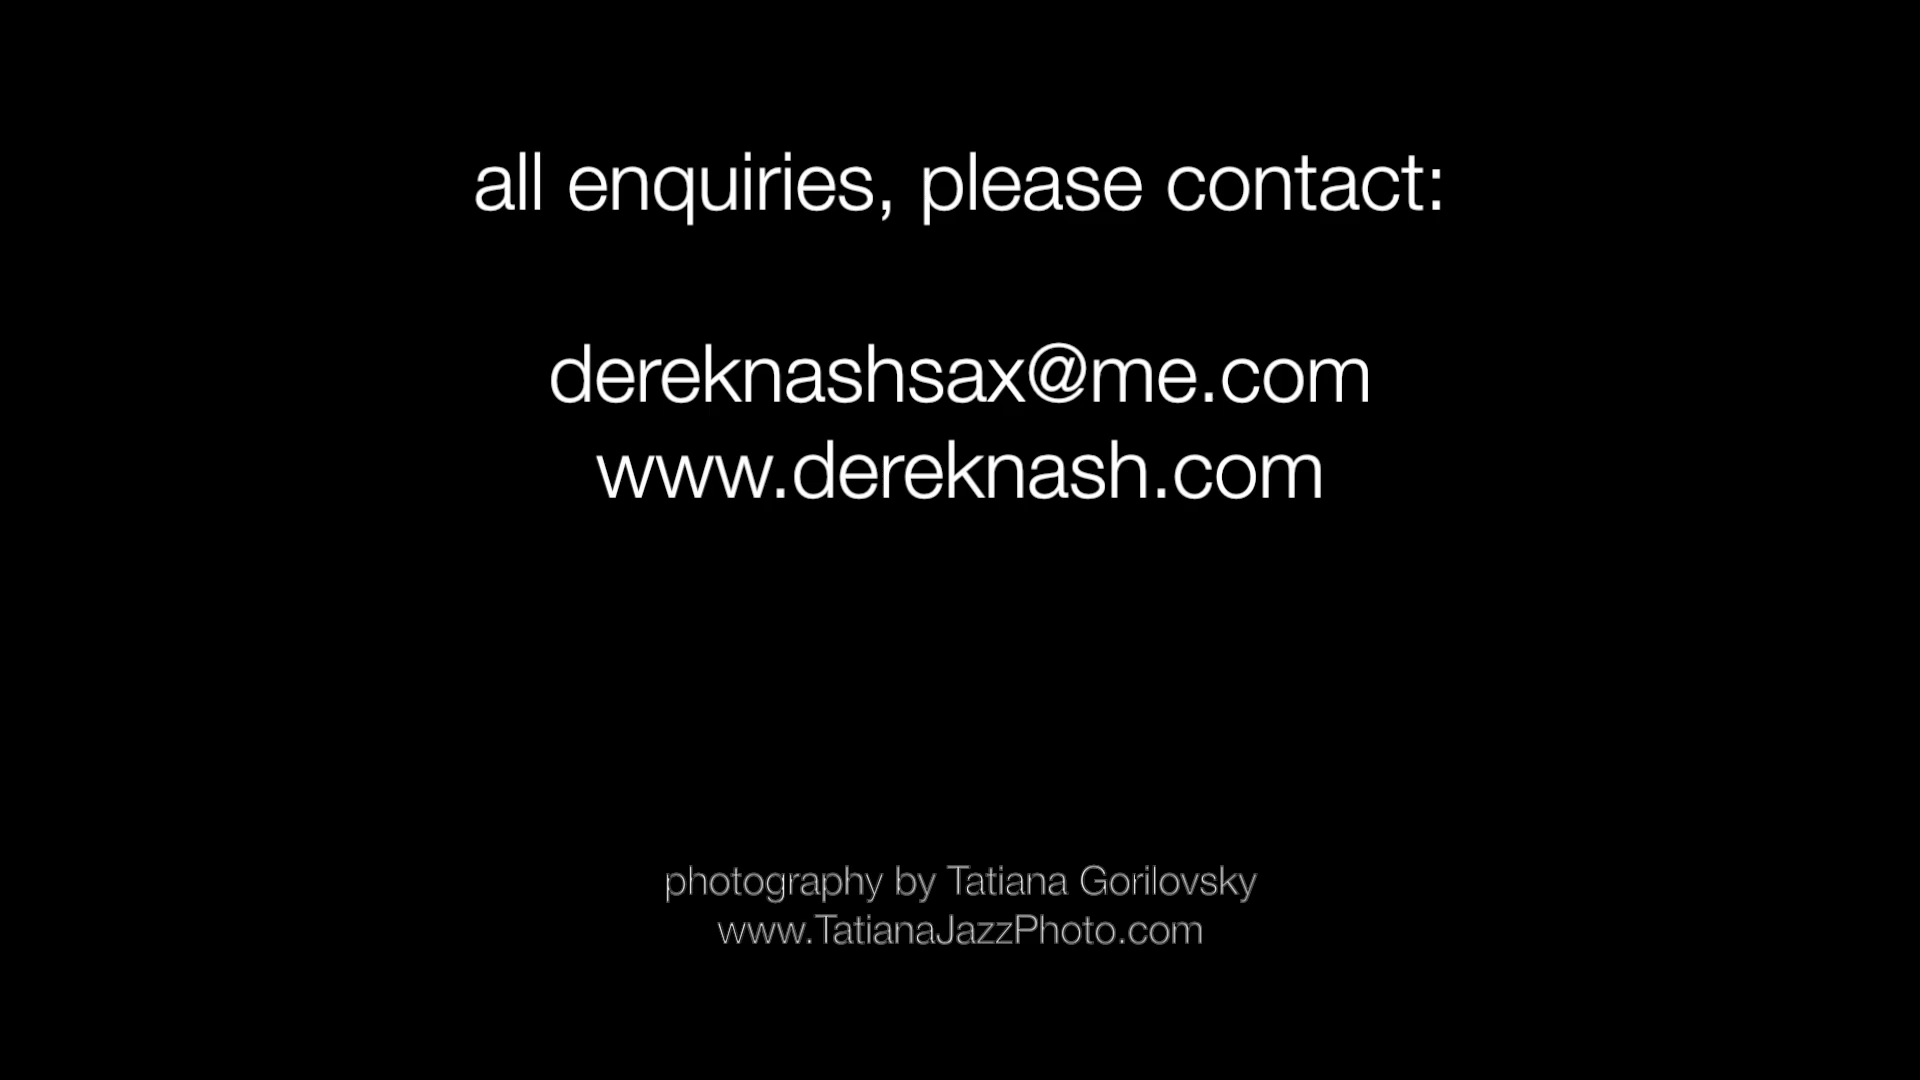 all enquiries, please contact:
dereknashsax@me.com
www.dereknash.com
photography by Tatiana Gorilovsky
www.TatianaJazzPhoto.com